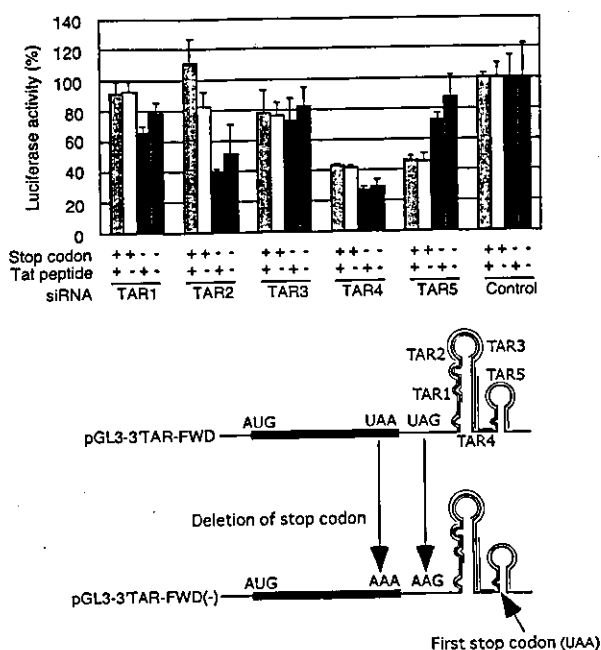 140
120
100
80
60
40
20
0
Luciferase activity (%)
Stop codon + + - - + + - - + + - - + + - - + + - - + + - -
Tat peptide + - + - + - + - + - + - + - + - + - + - + - + -
siRNA TAR1 TAR2 TAR3 TAR4 TAR5 Control
TAR2 TAR3
TAR5
TAR1
AUG UAA UAG
pGL3-3'TAR-FWD TAR4
Deletion of stop codon
AUG AAA AAG
pGL3-3'TAR-FWD(-)
First stop codon (UAA)